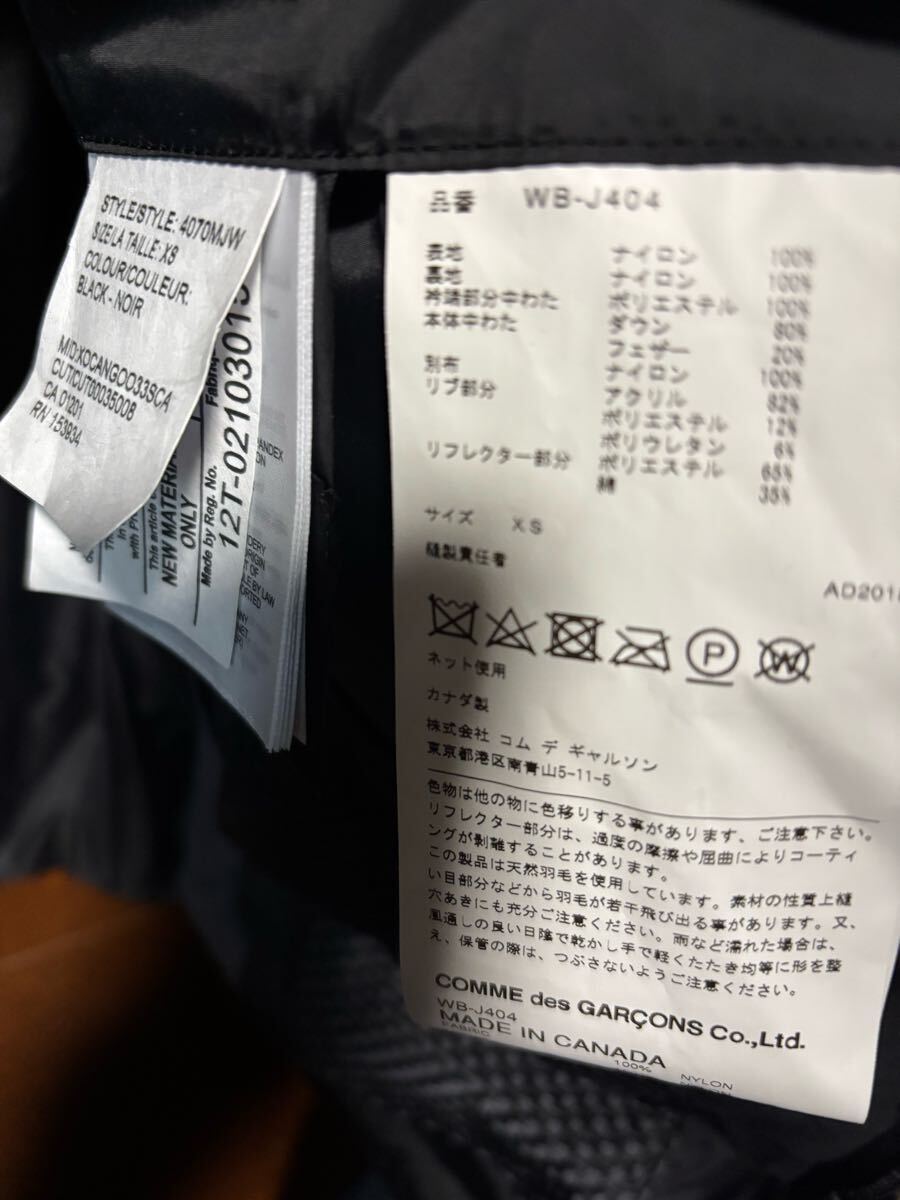 STYLE/STYLE: 4070MJW
SIZE/LA TAILLE: XS
COLOUR/COULEUR:
BLACK - NOIR
MID:XOCANGOO33SCA
CUT/CUT00035008
CA 01201
RN 153934
This article
NEW MATERIA
ONLY
Made by Reg. No.
12T-0210301
品番 WB-J404
表地 ナイロン 100%
裏地 ナイロン 100%
衿端部分中わた ポリエステル 100%
本体中わた ダウン 80%
フェザー 20%
別布 ナイロン 100%
リブ部分 アクリル 82%
ポリエステル 12%
ポリウレタン 6%
リフレクター部分 ポリエステル 65%
綿 35%
サイズ XS
縫製責任者
AD201
P
W
ネット使用
カナダ製
株式会社 コム デ ギャルソン
東京都港区南青山5-11-5
色物は他の物に色移りする事があります、ご注意下さい。
リフレクター部分は、過度の摩擦や屈曲によりコーティ
ングが剥離することがあります。
この製品は天然羽毛を使用しています。素材の性質上縫
い目部分などから羽毛が若干飛び出る事があります。又、
穴あきにも充分ご注意ください。雨など濡れた場合は、
風通しの良い日陰で乾かし手で軽くたたき均等に形を整
え、保管の際は、つぶさないようご注意ください。
COMME des GARÇONS Co.,Ltd.
WB-J404
MADE IN CANADA
FABRIC 100% NYLON